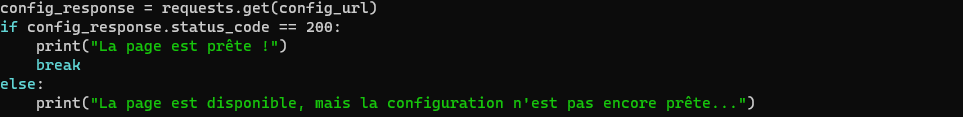 config_response = requests.get(config_url)
if config_response.status_code == 200:
    print("La page est prête !")
    break
else:
    print("La page est disponible, mais la configuration n'est pas encore prête...")